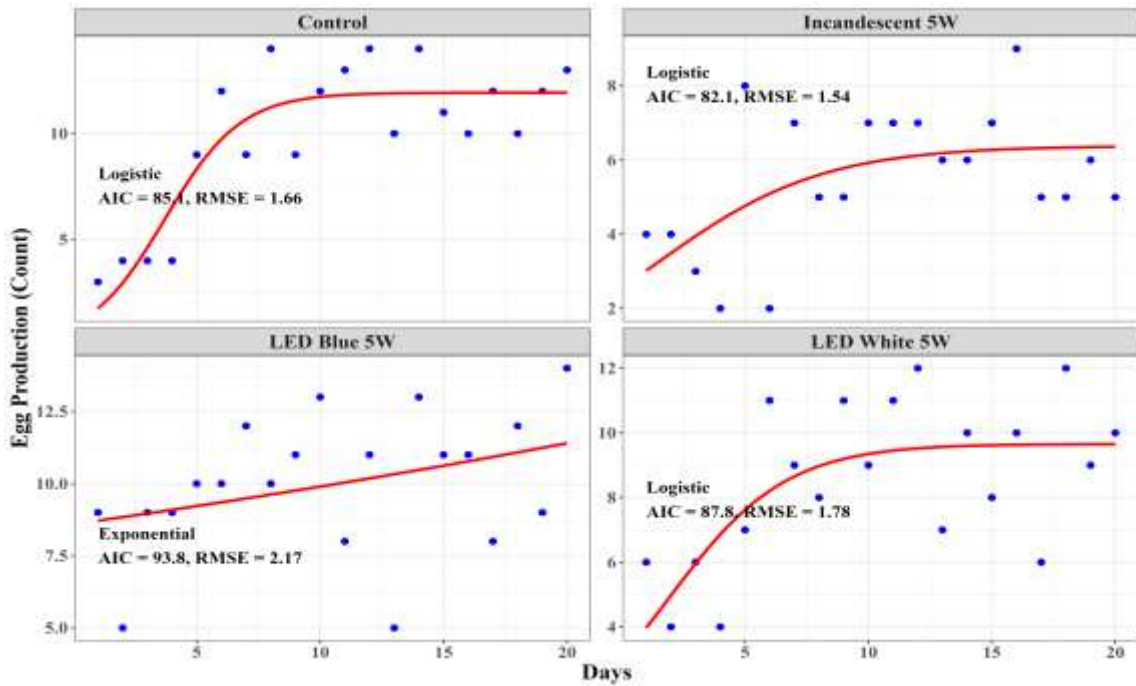 Control
Incandescent 5W
Egg Production (Count)
10
5
Logistic
AIC = 85.1, RMSE = 1.66
8
6
4
2
Logistic
AIC = 82.1, RMSE = 1.54
LED Blue 5W
LED White 5W
12.5
10.0
7.5
5.0
Exponential
AIC = 93.8, RMSE = 2.17
12
10
8
6
4
Logistic
AIC = 87.8, RMSE = 1.78
5 10 15 20
5 10 15 20
Days